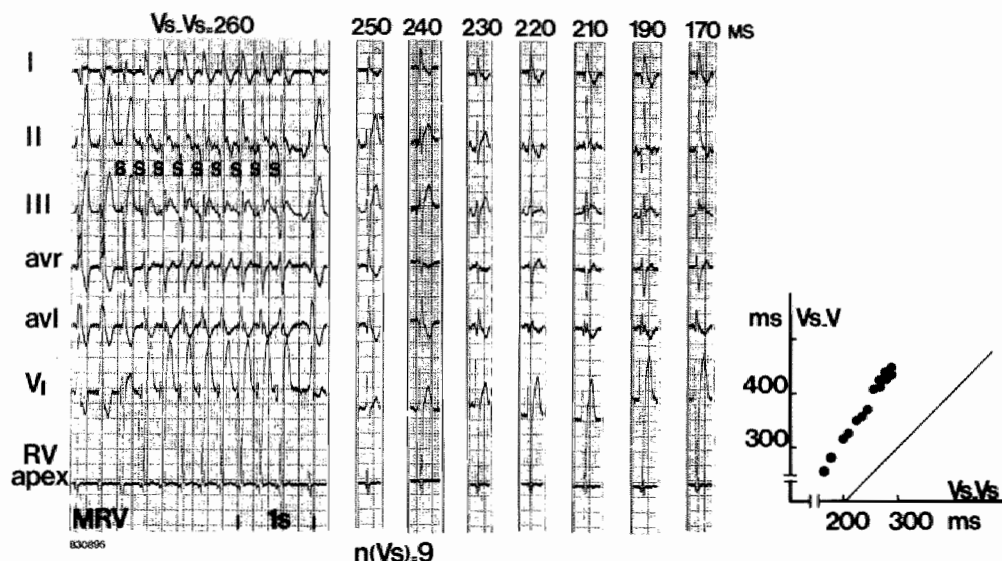 Vs-Vs=260
250 240 230 220 210 190 170 MS
I
II
S S S S S S S S S
III
avr
avl
V1
RV
apex
MRV 1s
830895
n(Vs)=9
ms Vs-V
400
300
Vs-Vs
200 300 ms